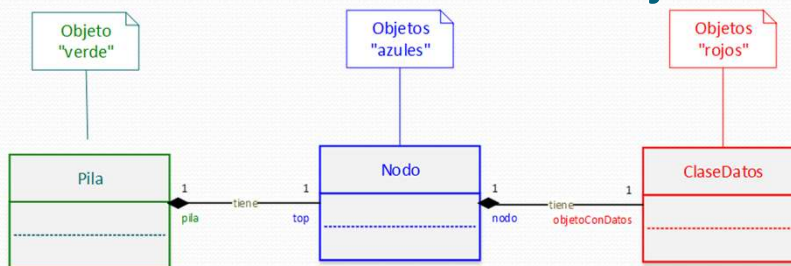 Objeto
"verde"
Objetos
"azules"
Objetos
"rojos"
Pila
Nodo
ClaseDatos
1
tiene
1
pila
top
1
tiene
1
nodo
objetoConDatos